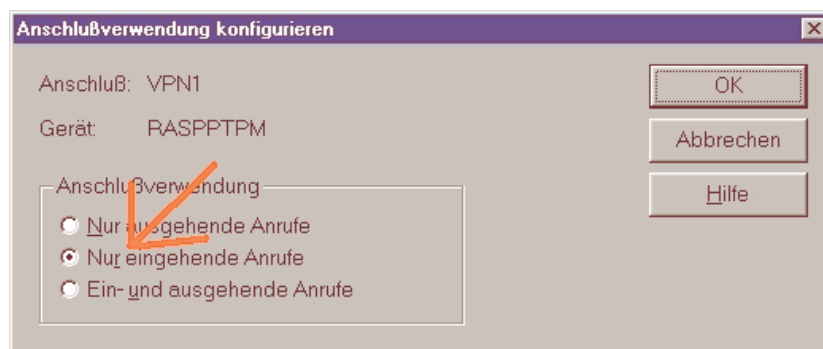 Anschlußverwendung konfigurieren
Anschluß: VPN1
Gerät: RASPPTPM
Anschlußverwendung
Nur ausgehende Anrufe
Nur eingehende Anrufe
Ein- und ausgehende Anrufe
OK
Abbrechen
Hilfe